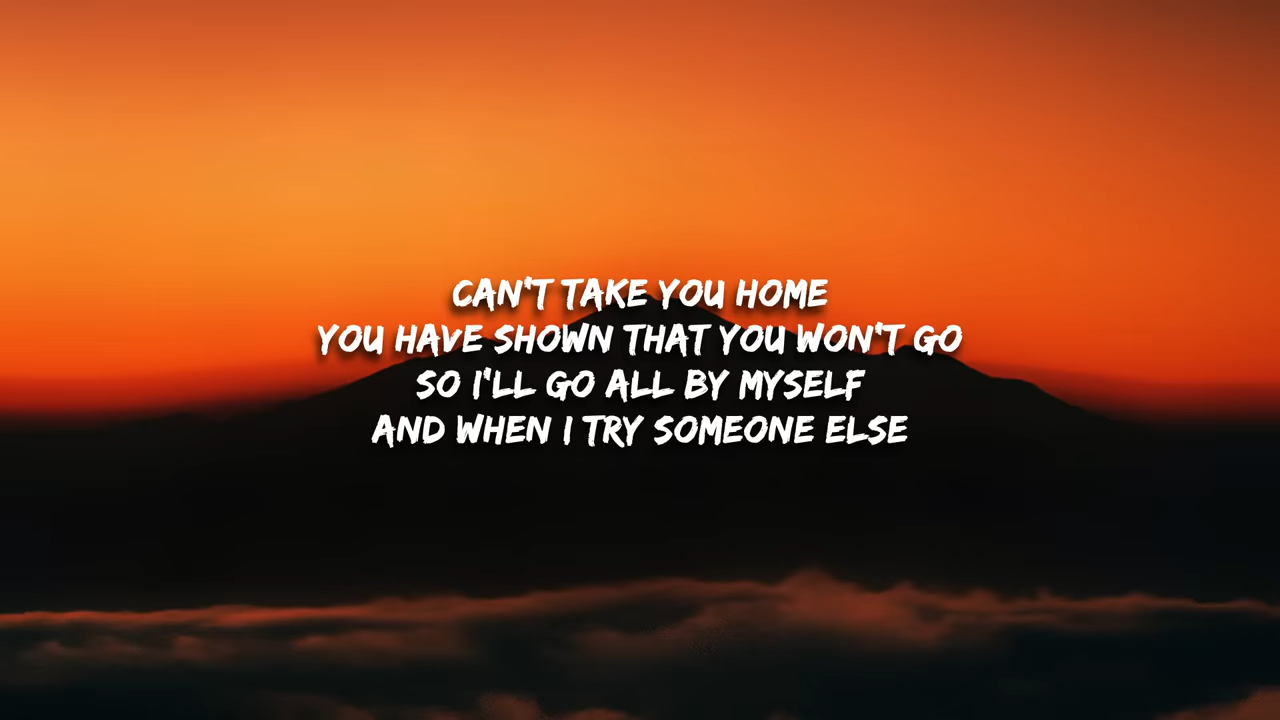 CAN'T TAKE YOU HOME
YOU HAVE SHOWN THAT YOU WON'T GO
SO I'LL GO ALL BY MYSELF
AND WHEN I TRY SOMEONE ELSE